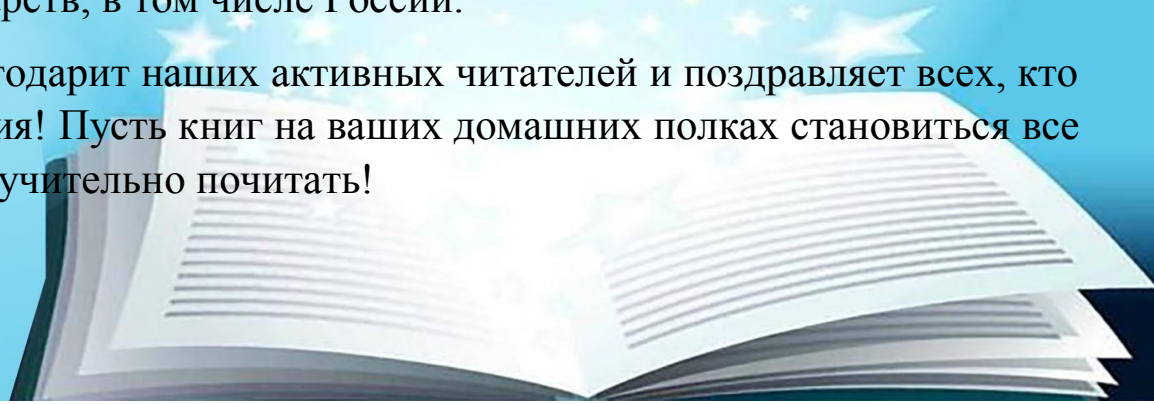 арств, в том числе России.
годарит наших активных читателей и поздравляет всех, кто
ия! Пусть книг на ваших домашних полках становиться все
учительно почитать!